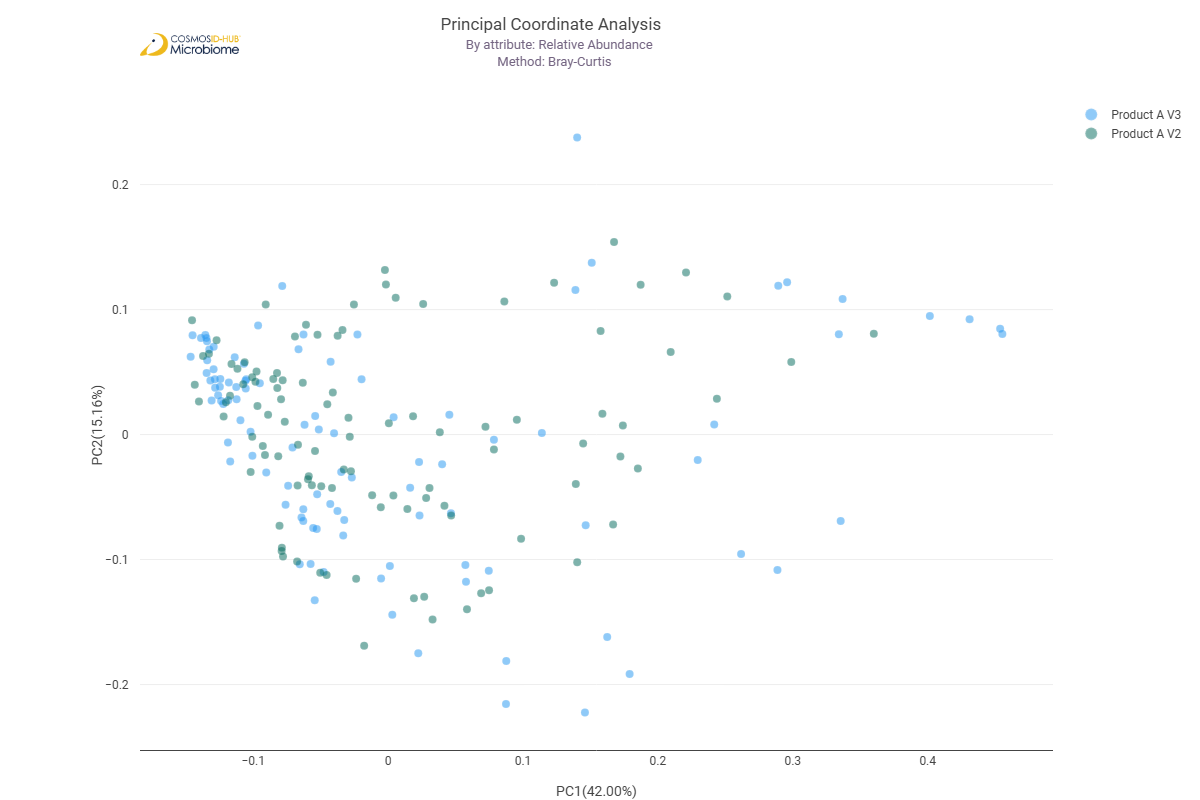 Principal Coordinate Analysis
By attribute: Relative Abundance
Method: Bray-Curtis
COSMOSID-HUB
Microbiome
Product A V3
Product A V2
0.2
0.1
0
−0.1
−0.2
PC2(15.16%)
−0.1
0
0.1
0.2
0.3
0.4
PC1(42.00%)